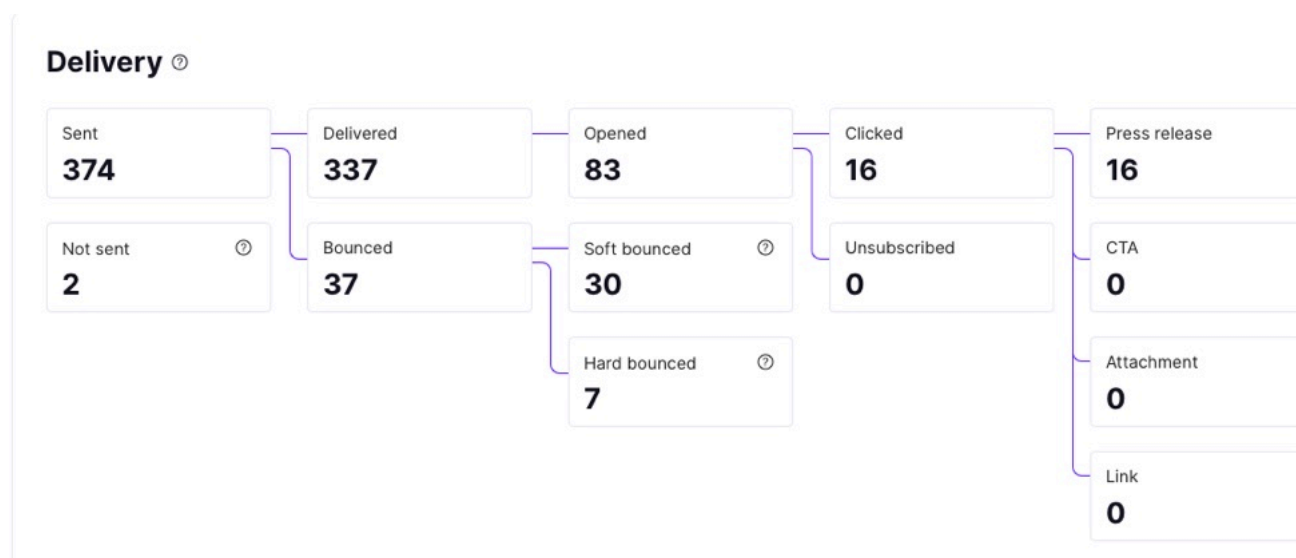 Delivery
Sent
374
Delivered
337
Opened
83
Clicked
16
Press release
16
Not sent
2
Bounced
37
Soft bounced
30
Unsubscribed
0
CTA
0
Hard bounced
7
Attachment
0
Link
0